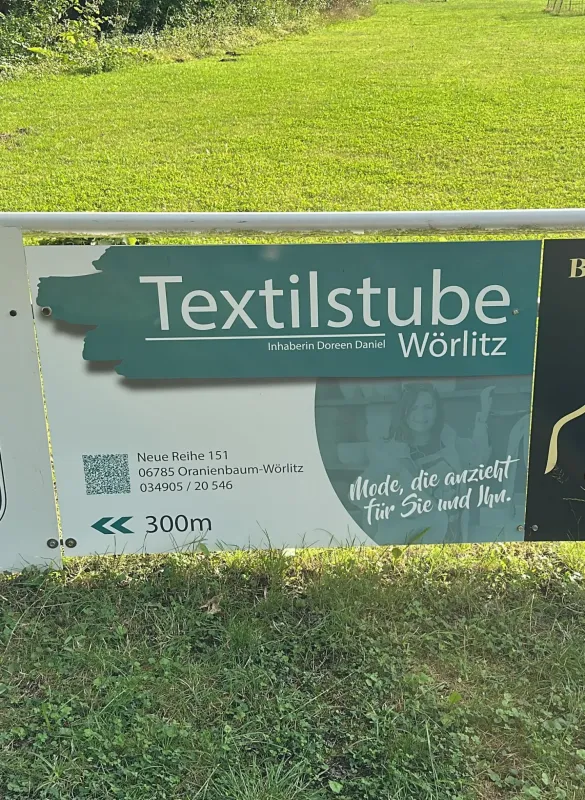 Textilstube
Inhaberin Doreen Daniel Wörlitz
Neue Reihe 151
06785 Oranienbaum-Wörlitz
034905 / 20 546
300m
Mode, die anzieht
für Sie und Ihn.
B